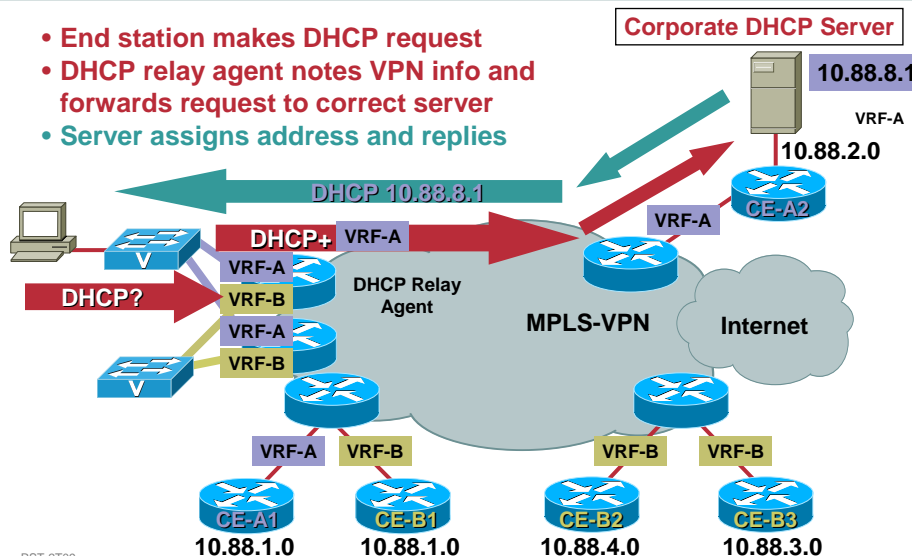 • End station makes DHCP request
• DHCP relay agent notes VPN info and
forwards request to correct server
• Server assigns address and replies
Corporate DHCP Server
10.88.8.1
VRF-A
10.88.2.0
CE-A2
VRF-A
DHCP 10.88.8.1
DHCP+
VRF-A
V
VRF-A
DHCP?
VRF-B
VRF-A
VRF-B
V
DHCP Relay
Agent
MPLS-VPN
Internet
VRF-A
VRF-B
VRF-B
VRF-B
CE-A1
CE-B1
CE-B2
CE-B3
10.88.1.0
10.88.1.0
10.88.4.0
10.88.3.0